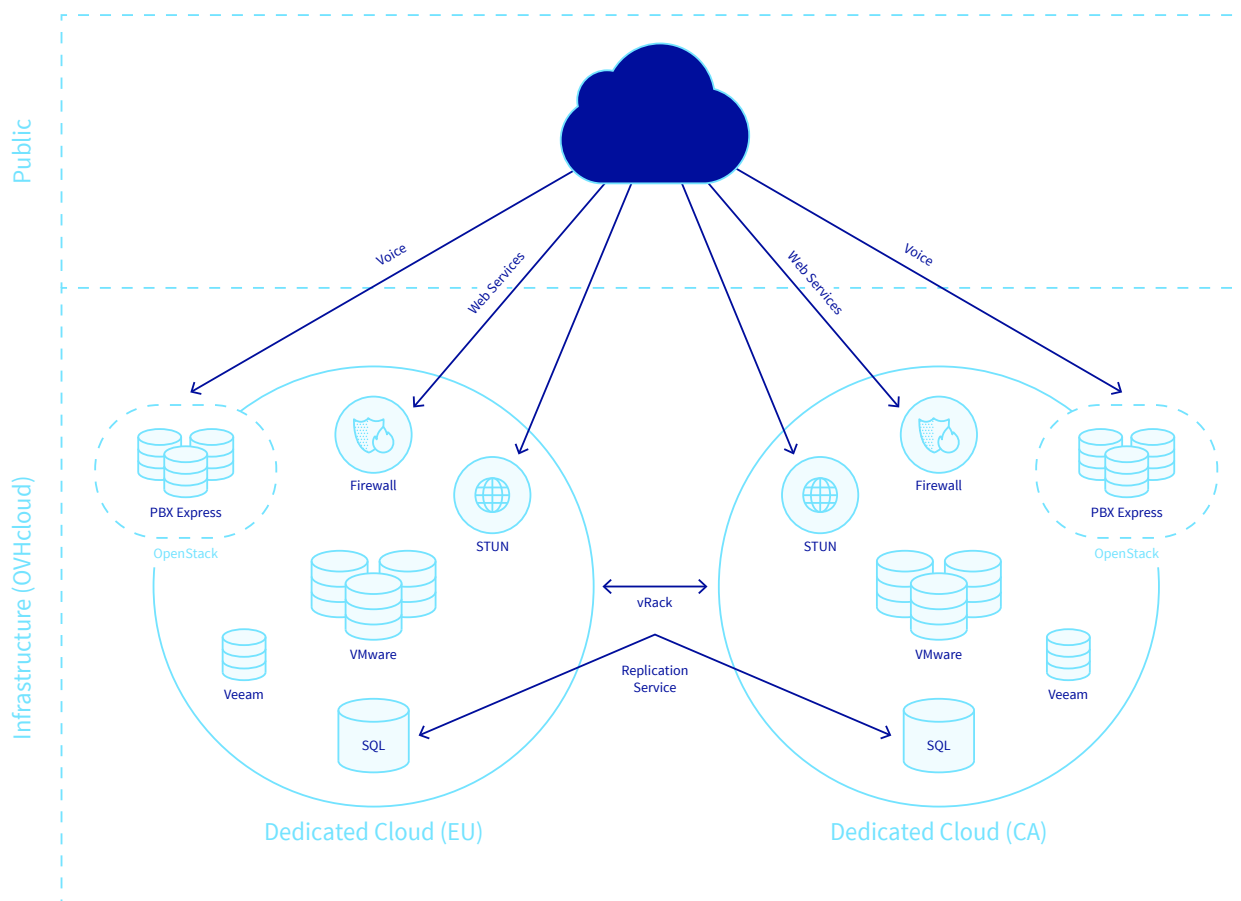 Public
Voice
Web Services
Web Services
Voice
Infrastructure (OVHcloud)
PBX Express
OpenStack
Firewall
STUN
VMware
Veeam
SQL
Dedicated Cloud (EU)
vRack
Replication
Service
STUN
Firewall
PBX Express
OpenStack
VMware
Veeam
SQL
Dedicated Cloud (CA)